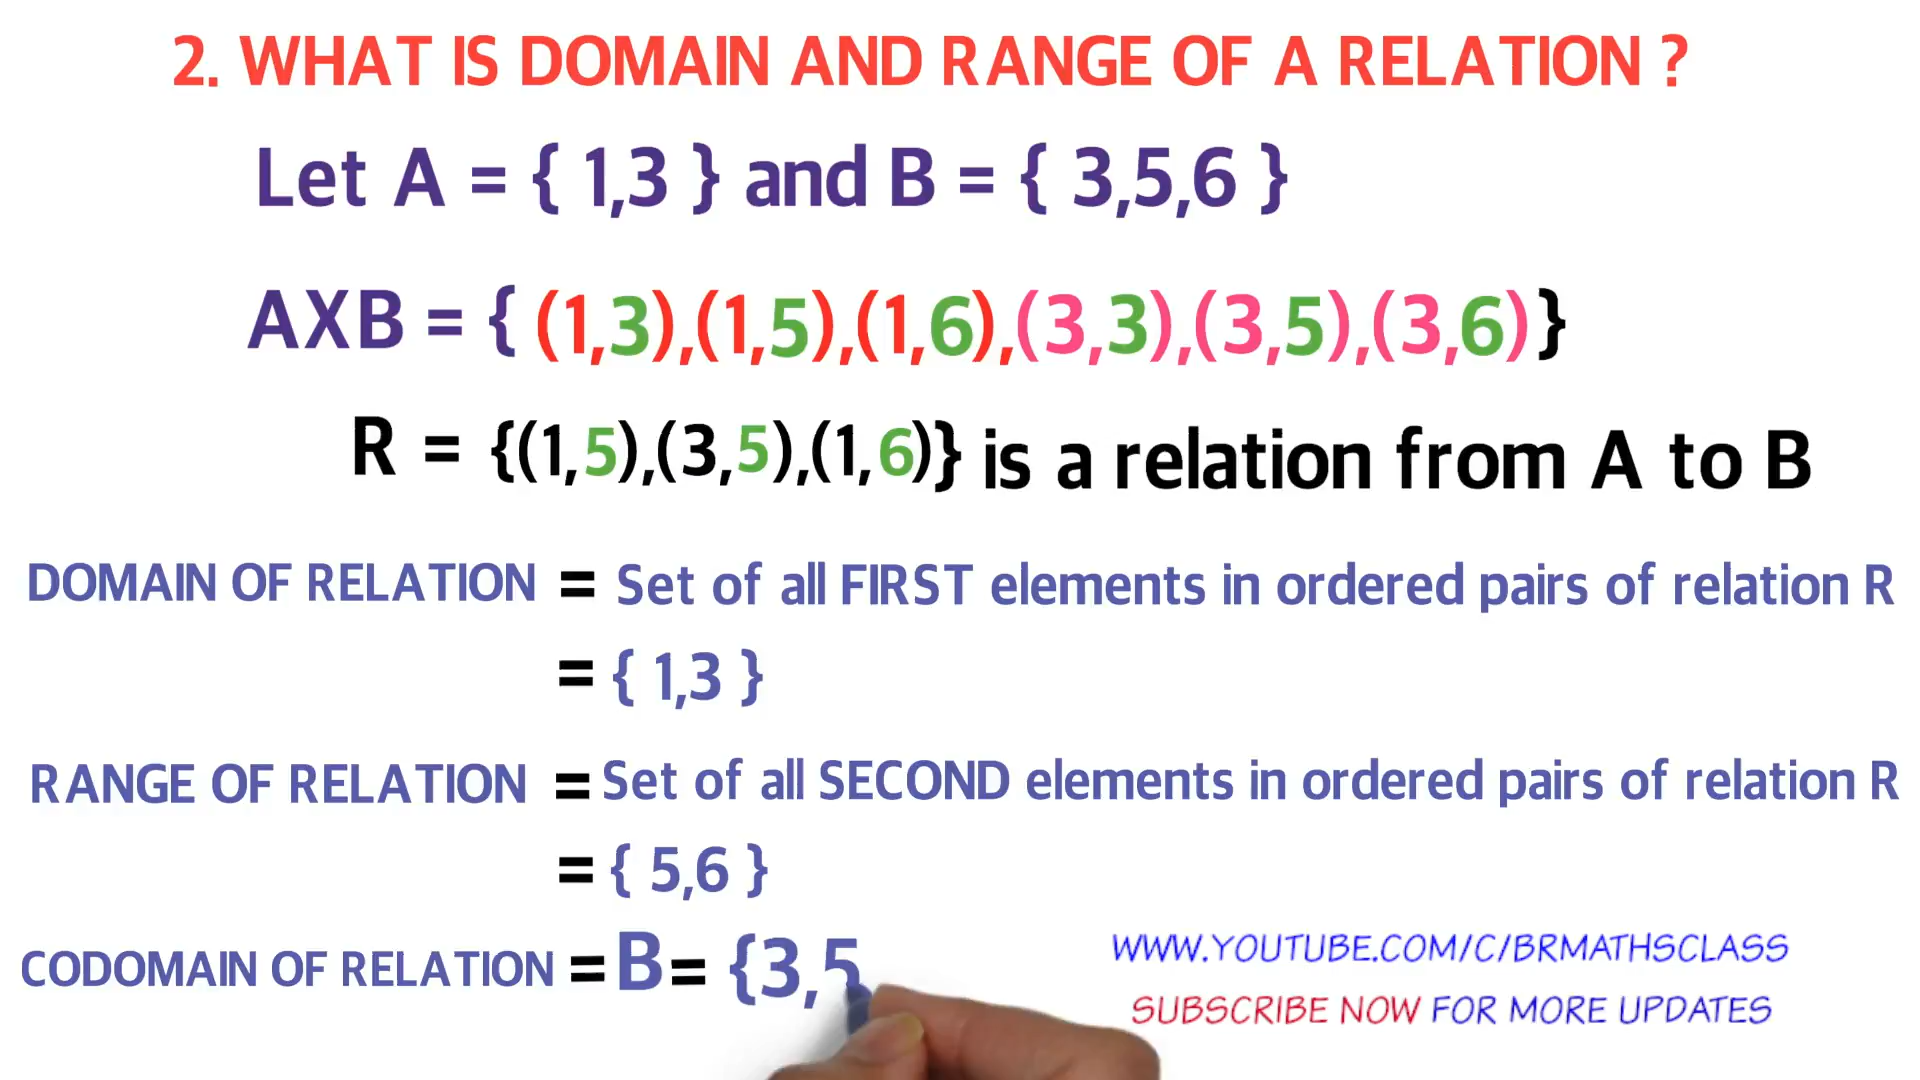 2. WHAT IS DOMAIN AND RANGE OF A RELATION ?
Let A = { 1,3 } and B = { 3,5,6 }
AXB = { (1,3),(1,5),(1,6),(3,3),(3,5),(3,6)}
R = {(1,5),(3,5),(1,6)} is a relation from A to B
DOMAIN OF RELATION = Set of all FIRST elements in ordered pairs of relation R
= { 1,3 }
RANGE OF RELATION = Set of all SECOND elements in ordered pairs of relation R
= { 5,6 }
CODOMAIN OF RELATION = B = {3,5
WWW.YOUTUBE.COM/C/BRMATHSCLASS
SUBSCRIBE NOW FOR MORE UPDATES